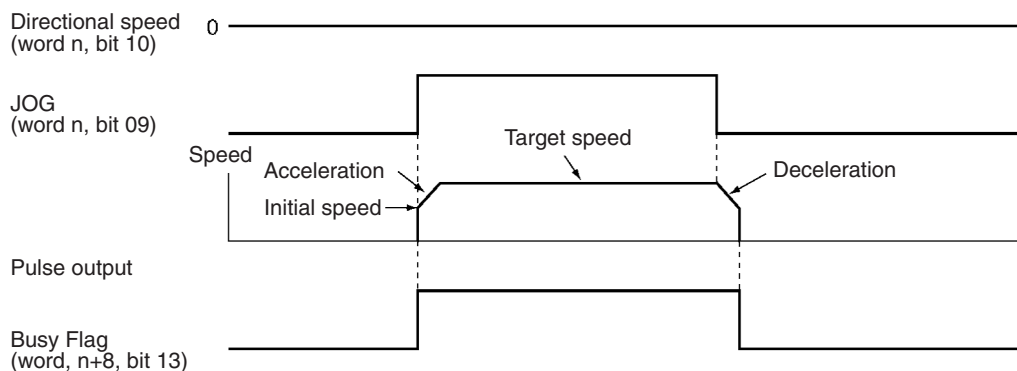 Directional speed
(word n, bit 10)
0
JOG
(word n, bit 09)
Speed
Target speed
Acceleration
Deceleration
Initial speed
Pulse output
Busy Flag
(word, n+8, bit 13)